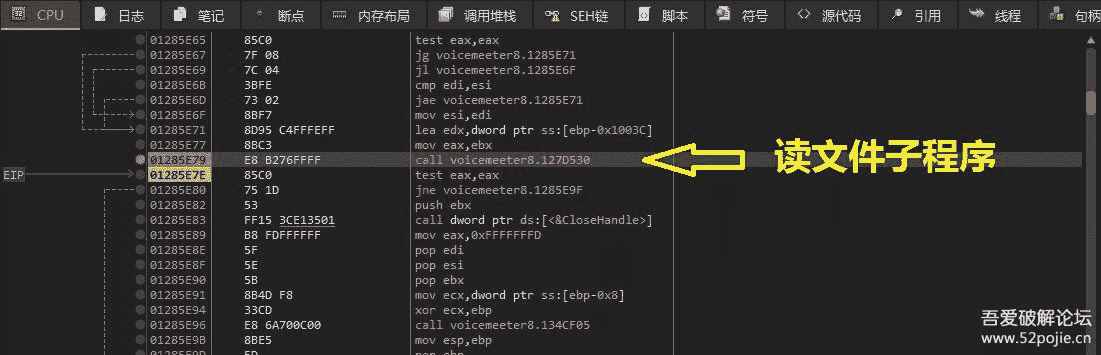 CPU 日志 笔记 断点 内存布局 调用堆栈 SEH链 脚本 符号 源代码 引用 线程 句柄
01285E65 85C0 test eax,eax
01285E67 7F 08 jg voicemeeter8.1285E71
01285E69 7C 04 jl voicemeeter8.1285E6F
01285E6B 3BFE cmp edi,esi
01285E6D 73 02 jae voicemeeter8.1285E71
01285E6F 8BF7 mov esi,edi
01285E71 8D95 C4FFFEFF lea edx,dword ptr ss:[ebp-0x1003C]
01285E77 8BC3 mov eax,ebx
01285E79 E8 B276FFFF call voicemeeter8.127D530
读文件子程序
EIP 01285E7E 85C0 test eax,eax
01285E80 75 1D jne voicemeeter8.1285E9F
01285E82 53 push ebx
01285E83 FF15 3CE13501 call dword ptr ds:[<&CloseHandle>]
01285E89 B8 FDFFFFFF mov eax,0xFFFFFFFD
01285E8E 5F pop edi
01285E8F 5E pop esi
01285E90 5B pop ebx
01285E91 8B4D F8 mov ecx,dword ptr ss:[ebp-0x8]
01285E94 33CD xor ecx,ebp
01285E96 E8 6A700C00 call voicemeeter8.134CF05
01285E9B 8BE5 mov esp,ebp
01285E9D 5D pop ebp
吾爱破解论坛
www.52pojie.cn